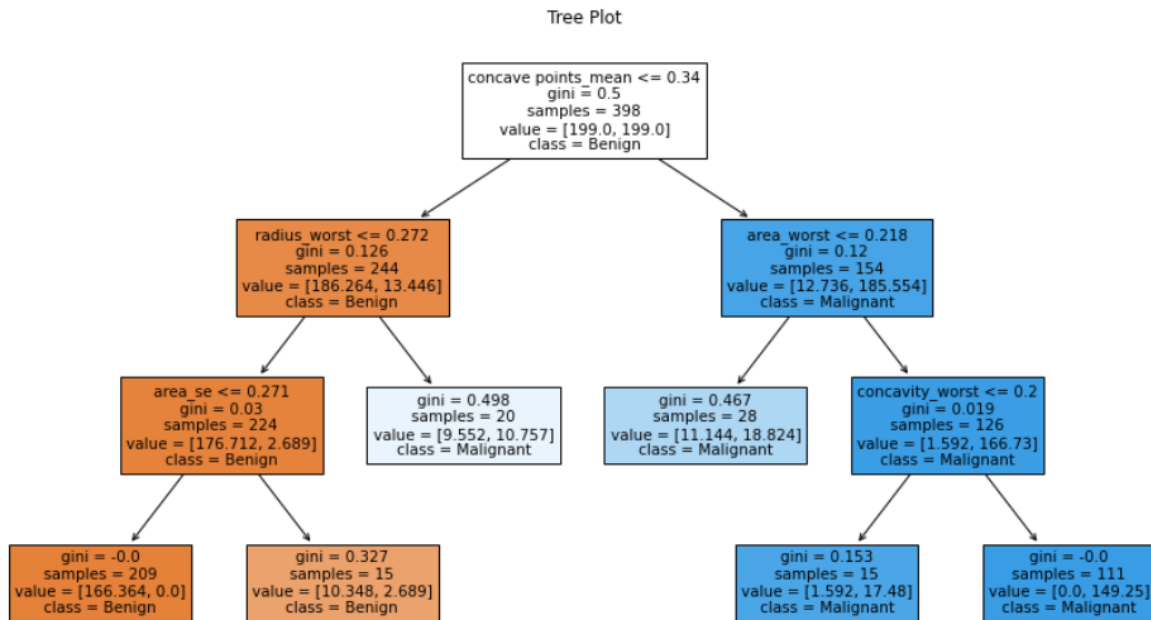 Tree Plot
concave points_mean <= 0.34
gini = 0.5
samples = 398
value = [199.0, 199.0]
class = Benign
radius_worst <= 0.272
gini = 0.126
samples = 244
value = [186.264, 13.446]
class = Benign
area_worst <= 0.218
gini = 0.12
samples = 154
value = [12.736, 185.554]
class = Malignant
area_se <= 0.271
gini = 0.03
samples = 224
value = [176.712, 2.689]
class = Benign
gini = 0.498
samples = 20
value = [9.552, 10.757]
class = Malignant
gini = 0.467
samples = 28
value = [11.144, 18.824]
class = Malignant
concavity_worst <= 0.2
gini = 0.019
samples = 126
value = [1.592, 166.73]
class = Malignant
gini = -0.0
samples = 209
value = [166.364, 0.0]
class = Benign
gini = 0.327
samples = 15
value = [10.348, 2.689]
class = Benign
gini = 0.153
samples = 15
value = [1.592, 17.48]
class = Malignant
gini = -0.0
samples = 111
value = [0.0, 149.25]
class = Malignant